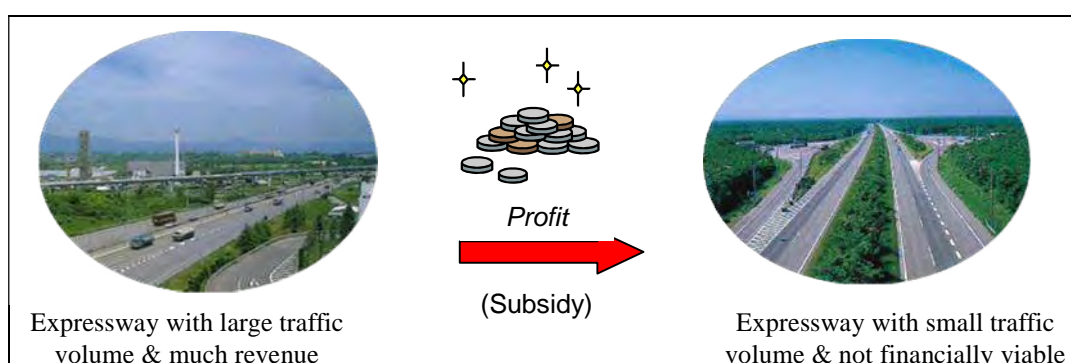 Profit
(Subsidy)
Expressway with large traffic
volume & much revenue
Expressway with small traffic
volume & not financially viable